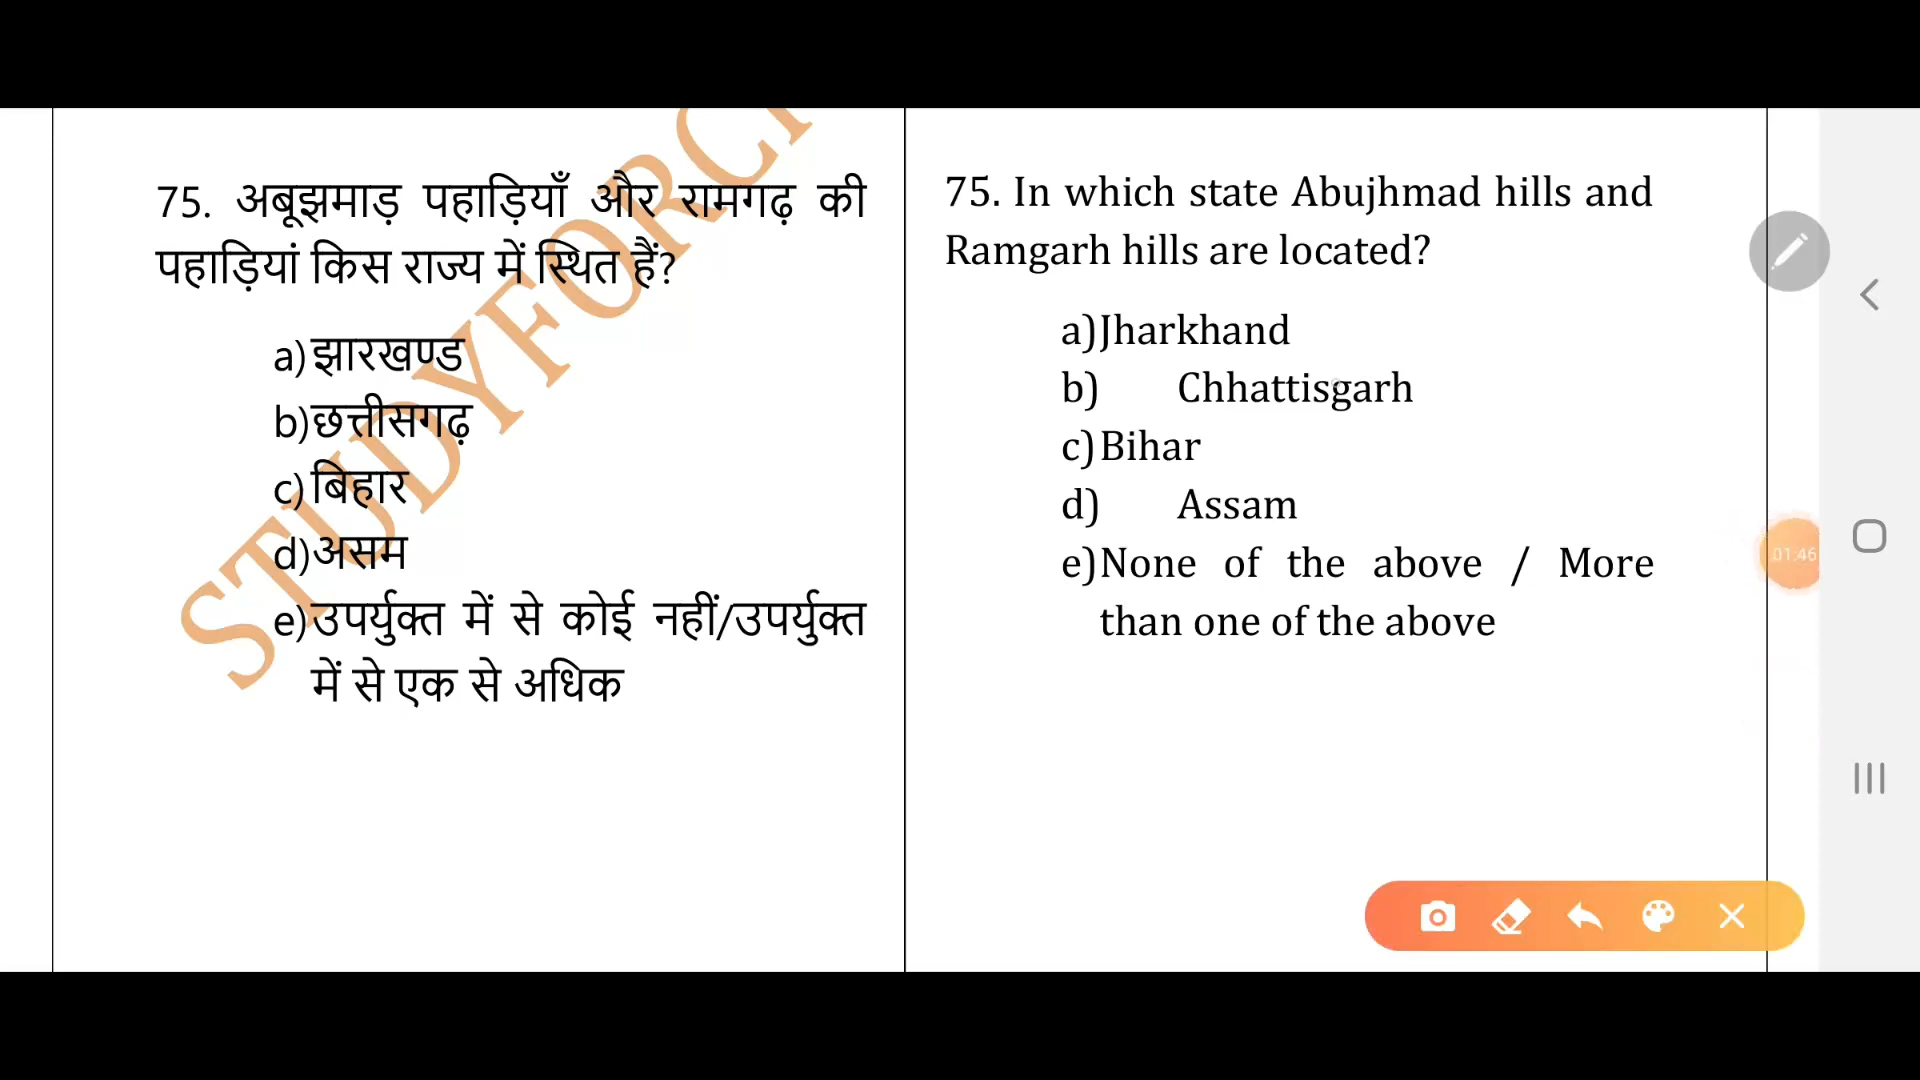 75. अबूझमाड़ पहाड़ियाँ और रामगढ़ की
पहाड़ियां किस राज्य में स्थित हैं?
a)झारखण्ड
b)छत्तीसगढ़
c)बिहार
d)असम
e)उपर्युक्त में से कोई नहीं/उपर्युक्त
में से एक से अधिक
STUDYFORCI
75. In which state Abujhmad hills and
Ramgarh hills are located?
a)Jharkhand
b) Chhattisgarh
c)Bihar
d) Assam
e)None of the above / More
than one of the above
01:46